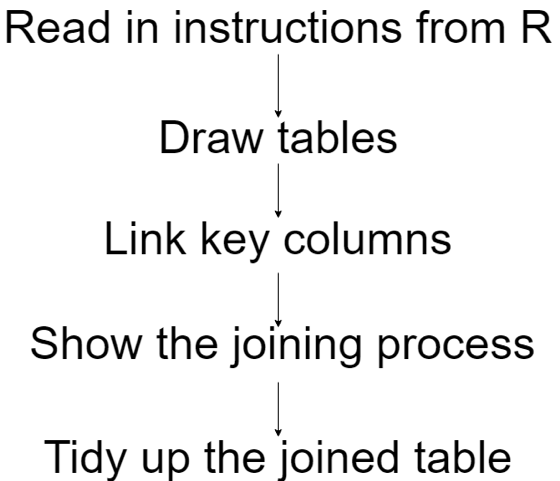 Read in instructions from R
Draw tables
Link key columns
Show the joining process
Tidy up the joined table